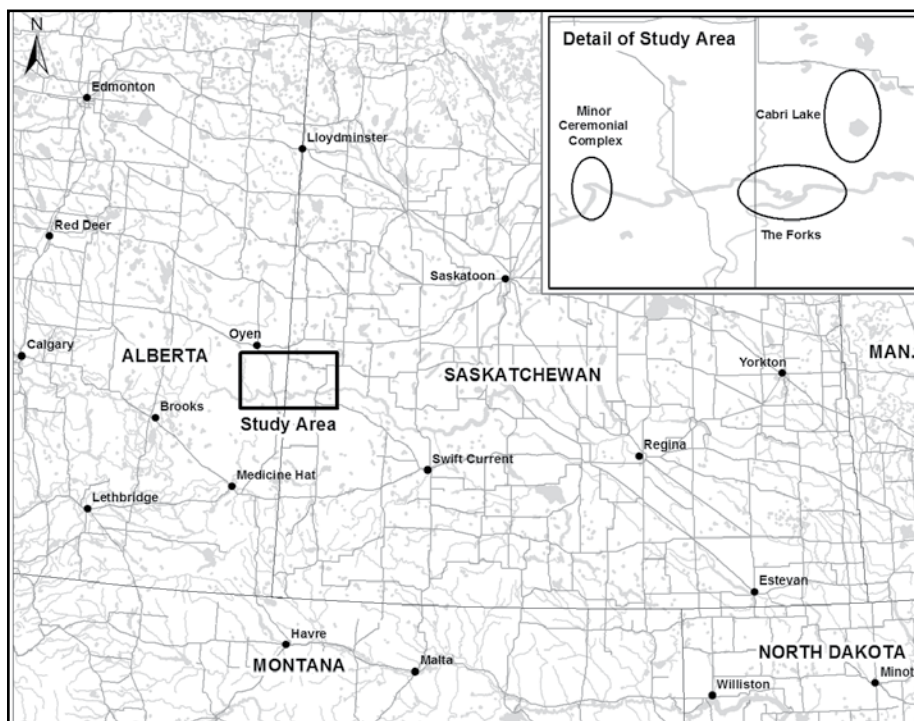 N
Edmonton
Lloydminster
Red Deer
Saskatoon
Oyen
Calgary
ALBERTA
SASKATCHEWAN
Yorkton
MAN.
Brooks
Study Area
Regina
Swift Current
Medicine Hat
Lethbridge
Estevan
Havre
MONTANA
Malta
NORTH DAKOTA
Williston
Minot
Detail of Study Area
Minor
Ceremonial
Complex
Cabri Lake
The Forks